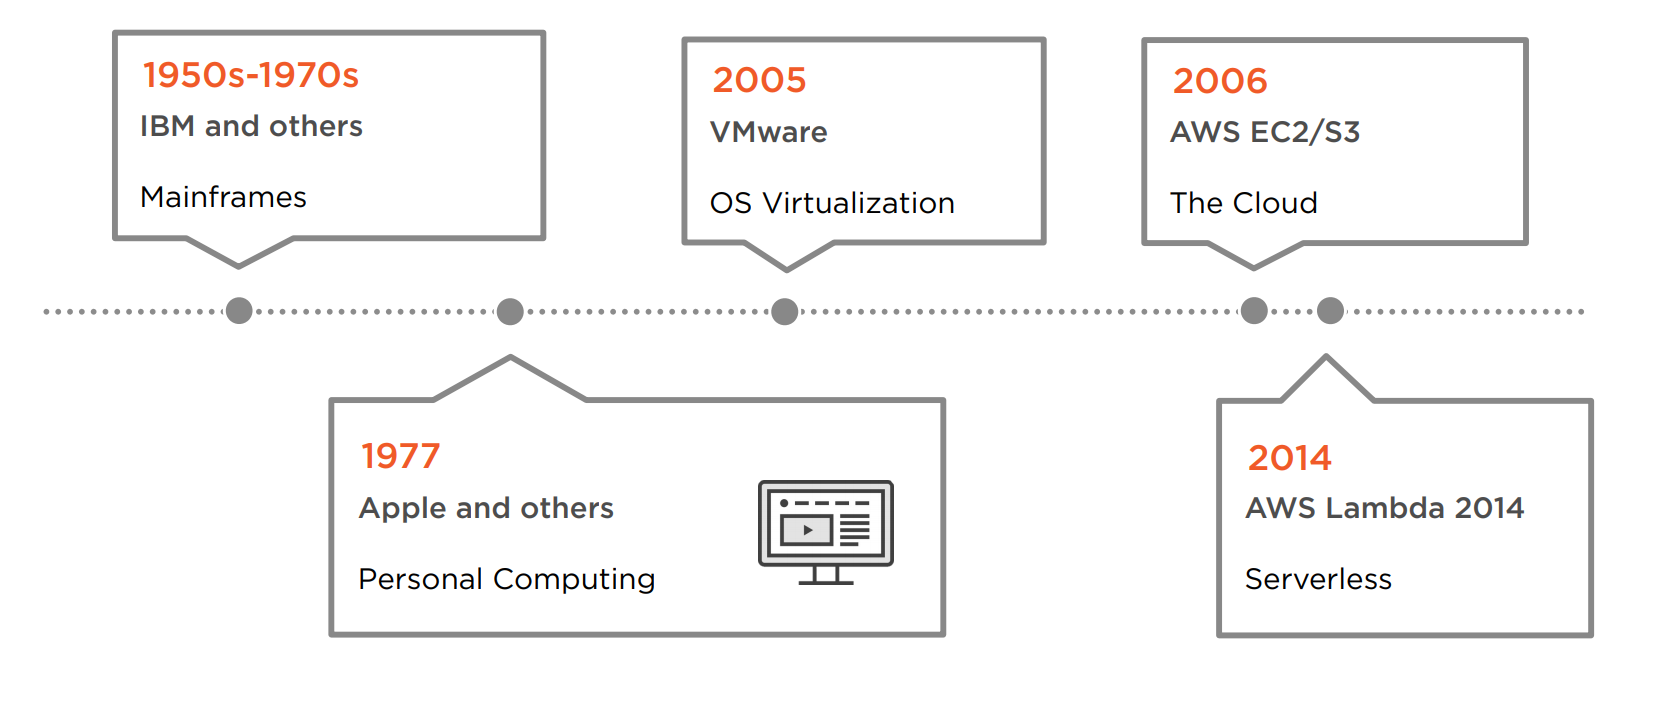 1950s-1970s
IBM and others
Mainframes
1977
Apple and others
Personal Computing
2005
VMware
OS Virtualization
2006
AWS EC2/S3
The Cloud
2014
AWS Lambda 2014
Serverless